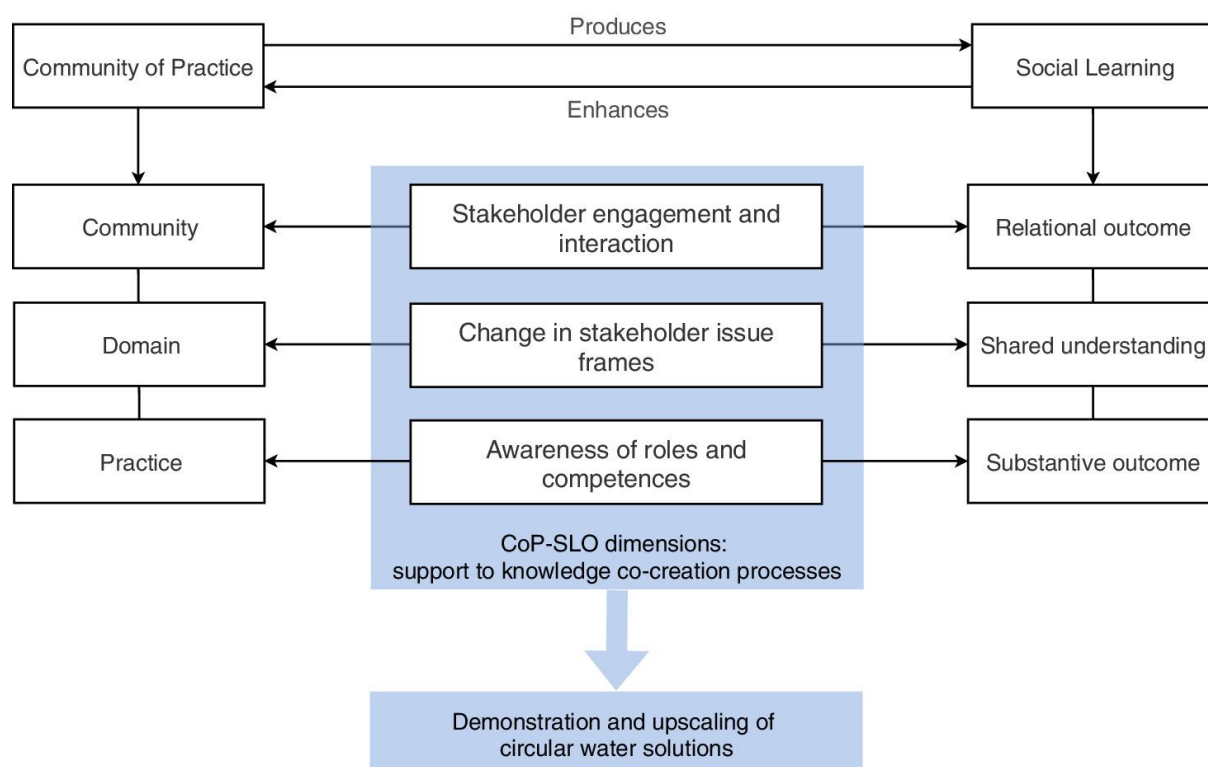 Produces
Community of Practice
Social Learning
Enhances
Community
Stakeholder engagement and
interaction
Relational outcome
Domain
Change in stakeholder issue
frames
Shared understanding
Practice
Awareness of roles and
competences
Substantive outcome
CoP-SLO dimensions:
support to knowledge co-creation processes
Demonstration and upscaling of
circular water solutions